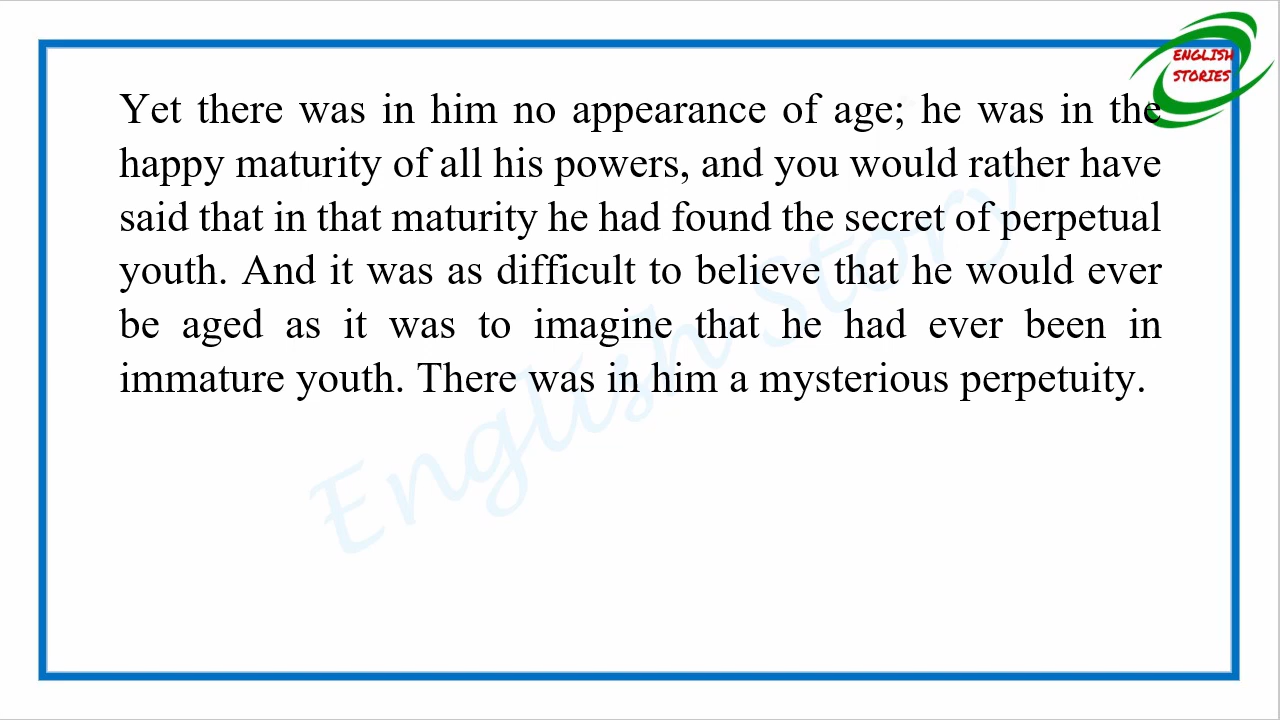 ENGLISH
STORIES
Yet there was in him no appearance of age; he was in the
happy maturity of all his powers, and you would rather have
said that in that maturity he had found the secret of perpetual
youth. And it was as difficult to believe that he would ever
be aged as it was to imagine that he had ever been in
immature youth. There was in him a mysterious perpetuity.
English Story